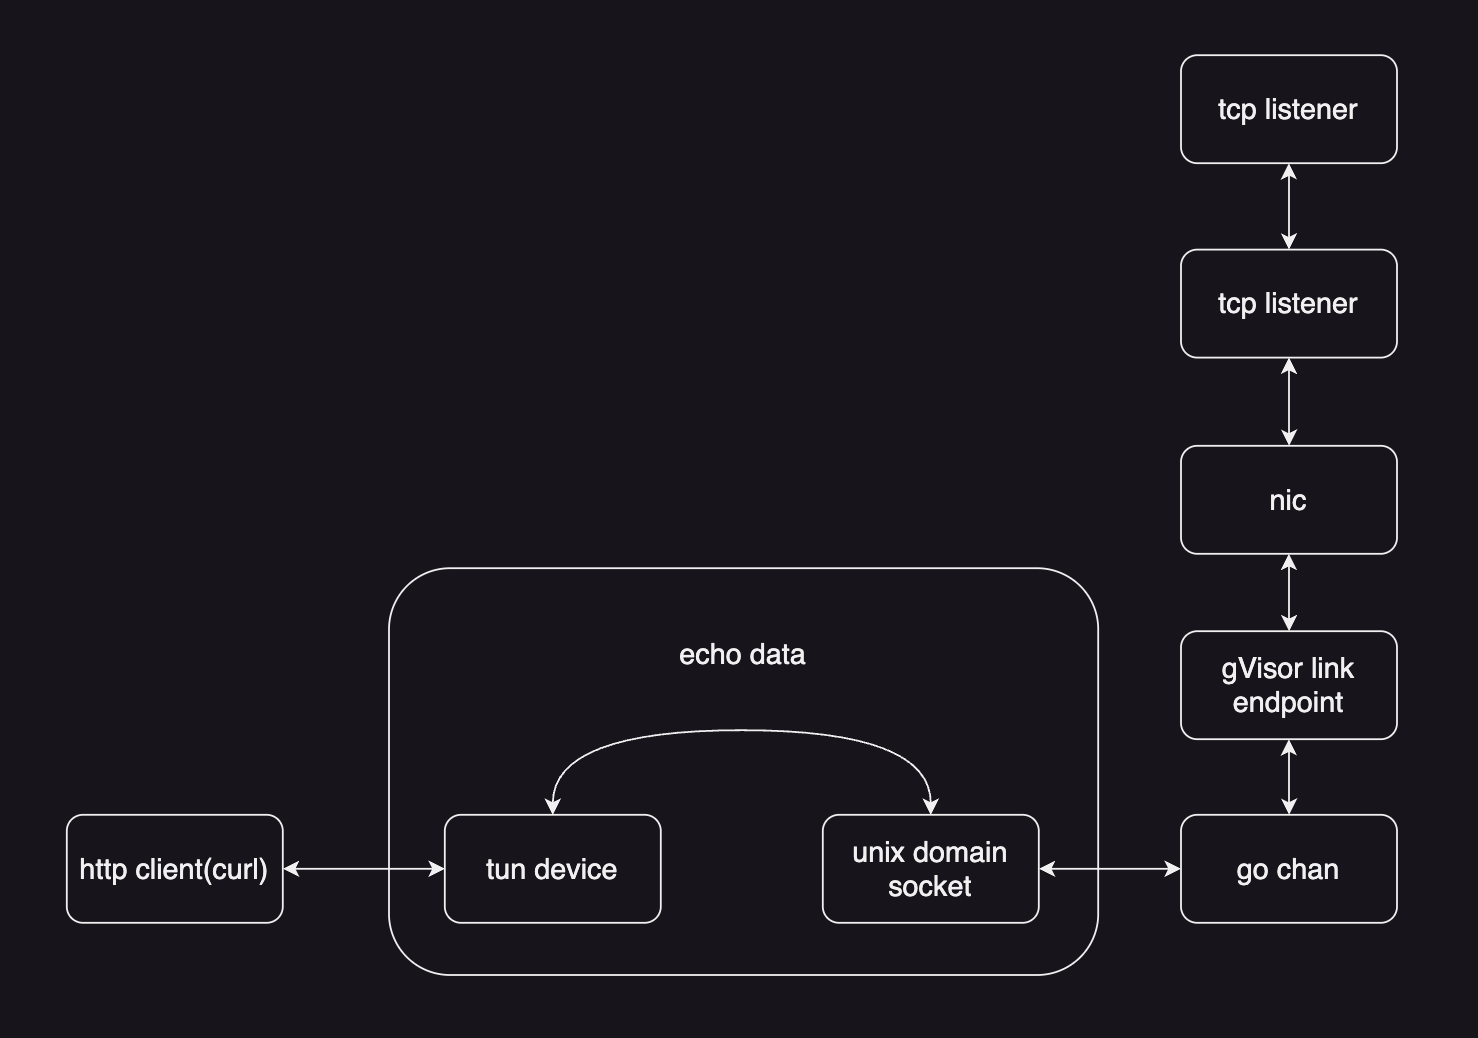 tcp listener
tcp listener
nic
echo data
gVisor link
endpoint
http client(curl)
tun device
unix domain
socket
go chan